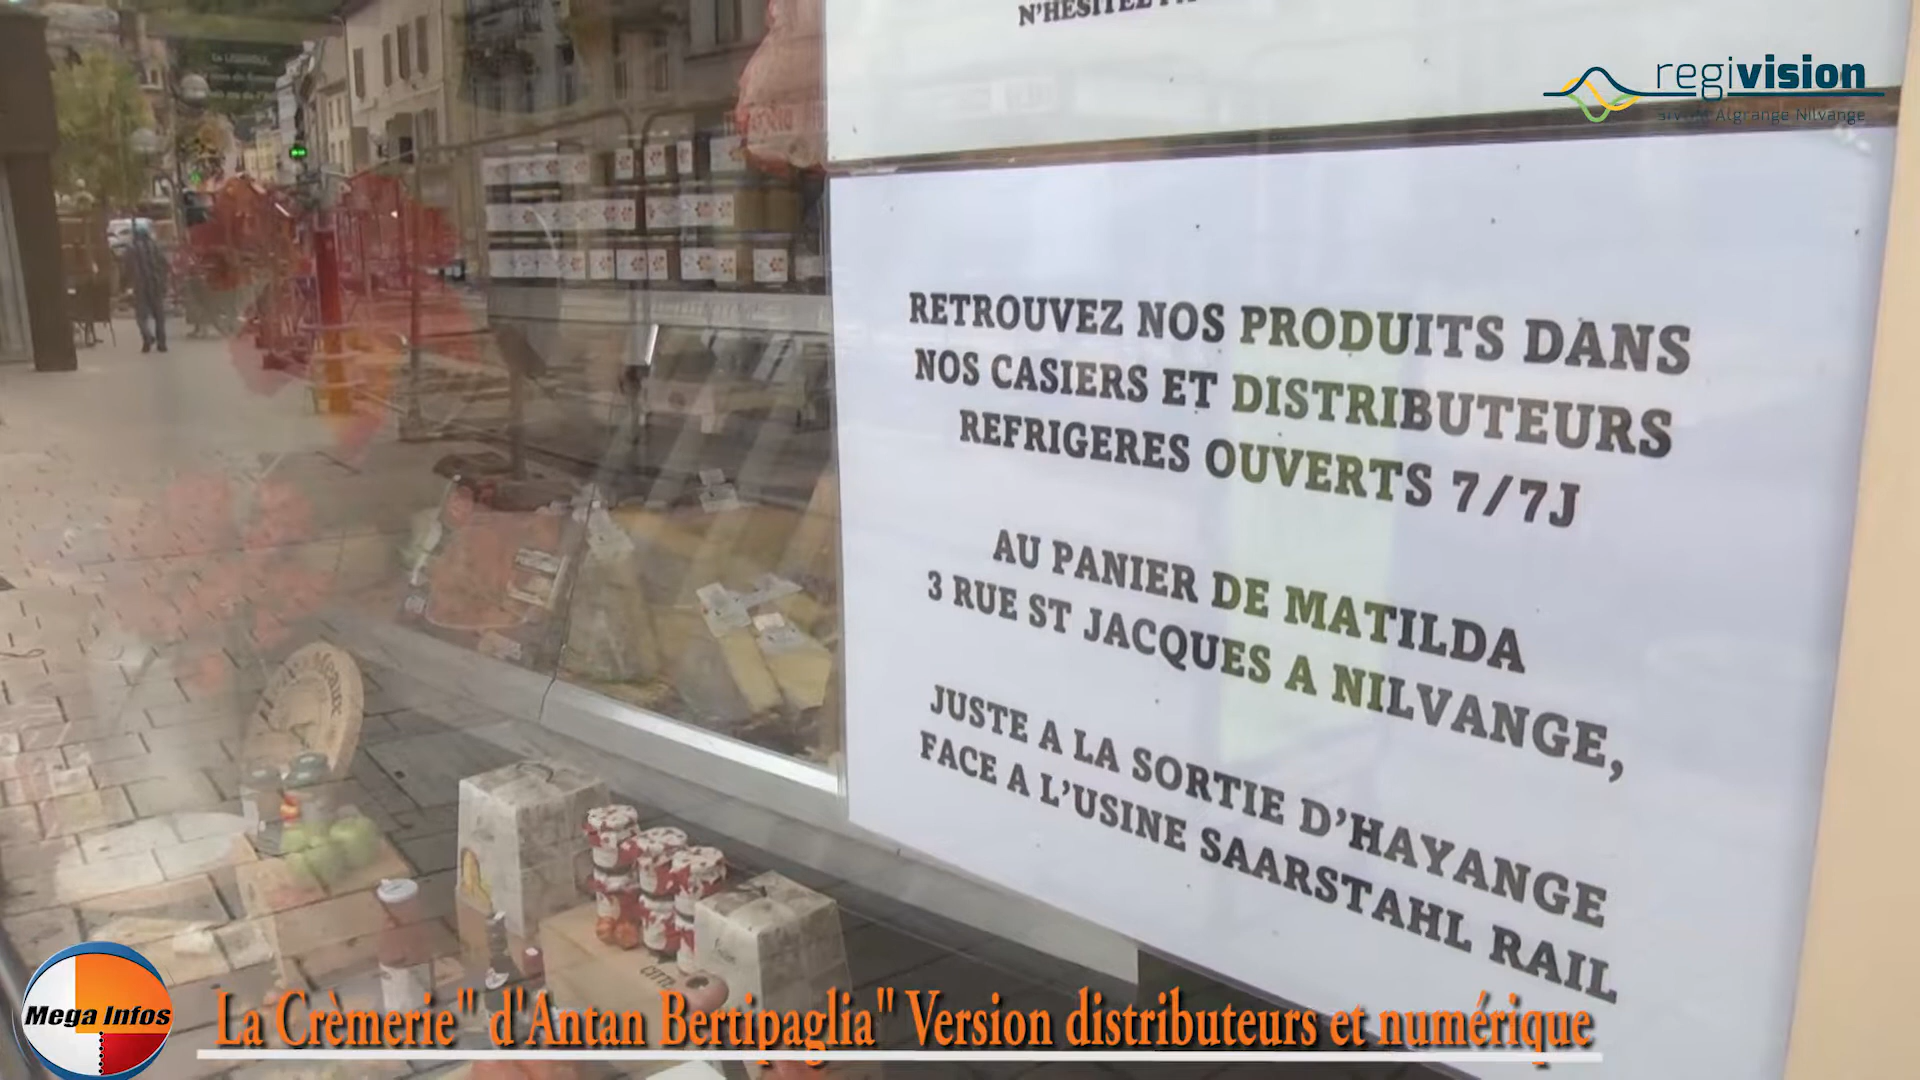 N'HESITEZ
regivision
Algrange Nilvange
RETROUVEZ NOS PRODUITS DANS
NOS CASIERS ET DISTRIBUTEURS
REFRIGERES OUVERTS 7/7J
AU PANIER DE MATILDA
3 RUE ST JACQUES A NILVANGE,
JUSTE A LA SORTIE D'HAYANGE
FACE A L'USINE SAARSTAHL RAIL
Meaux
Mega Infos
La Crèmerie" d'Antan Bertipaglia" Version distributeurs et numérique